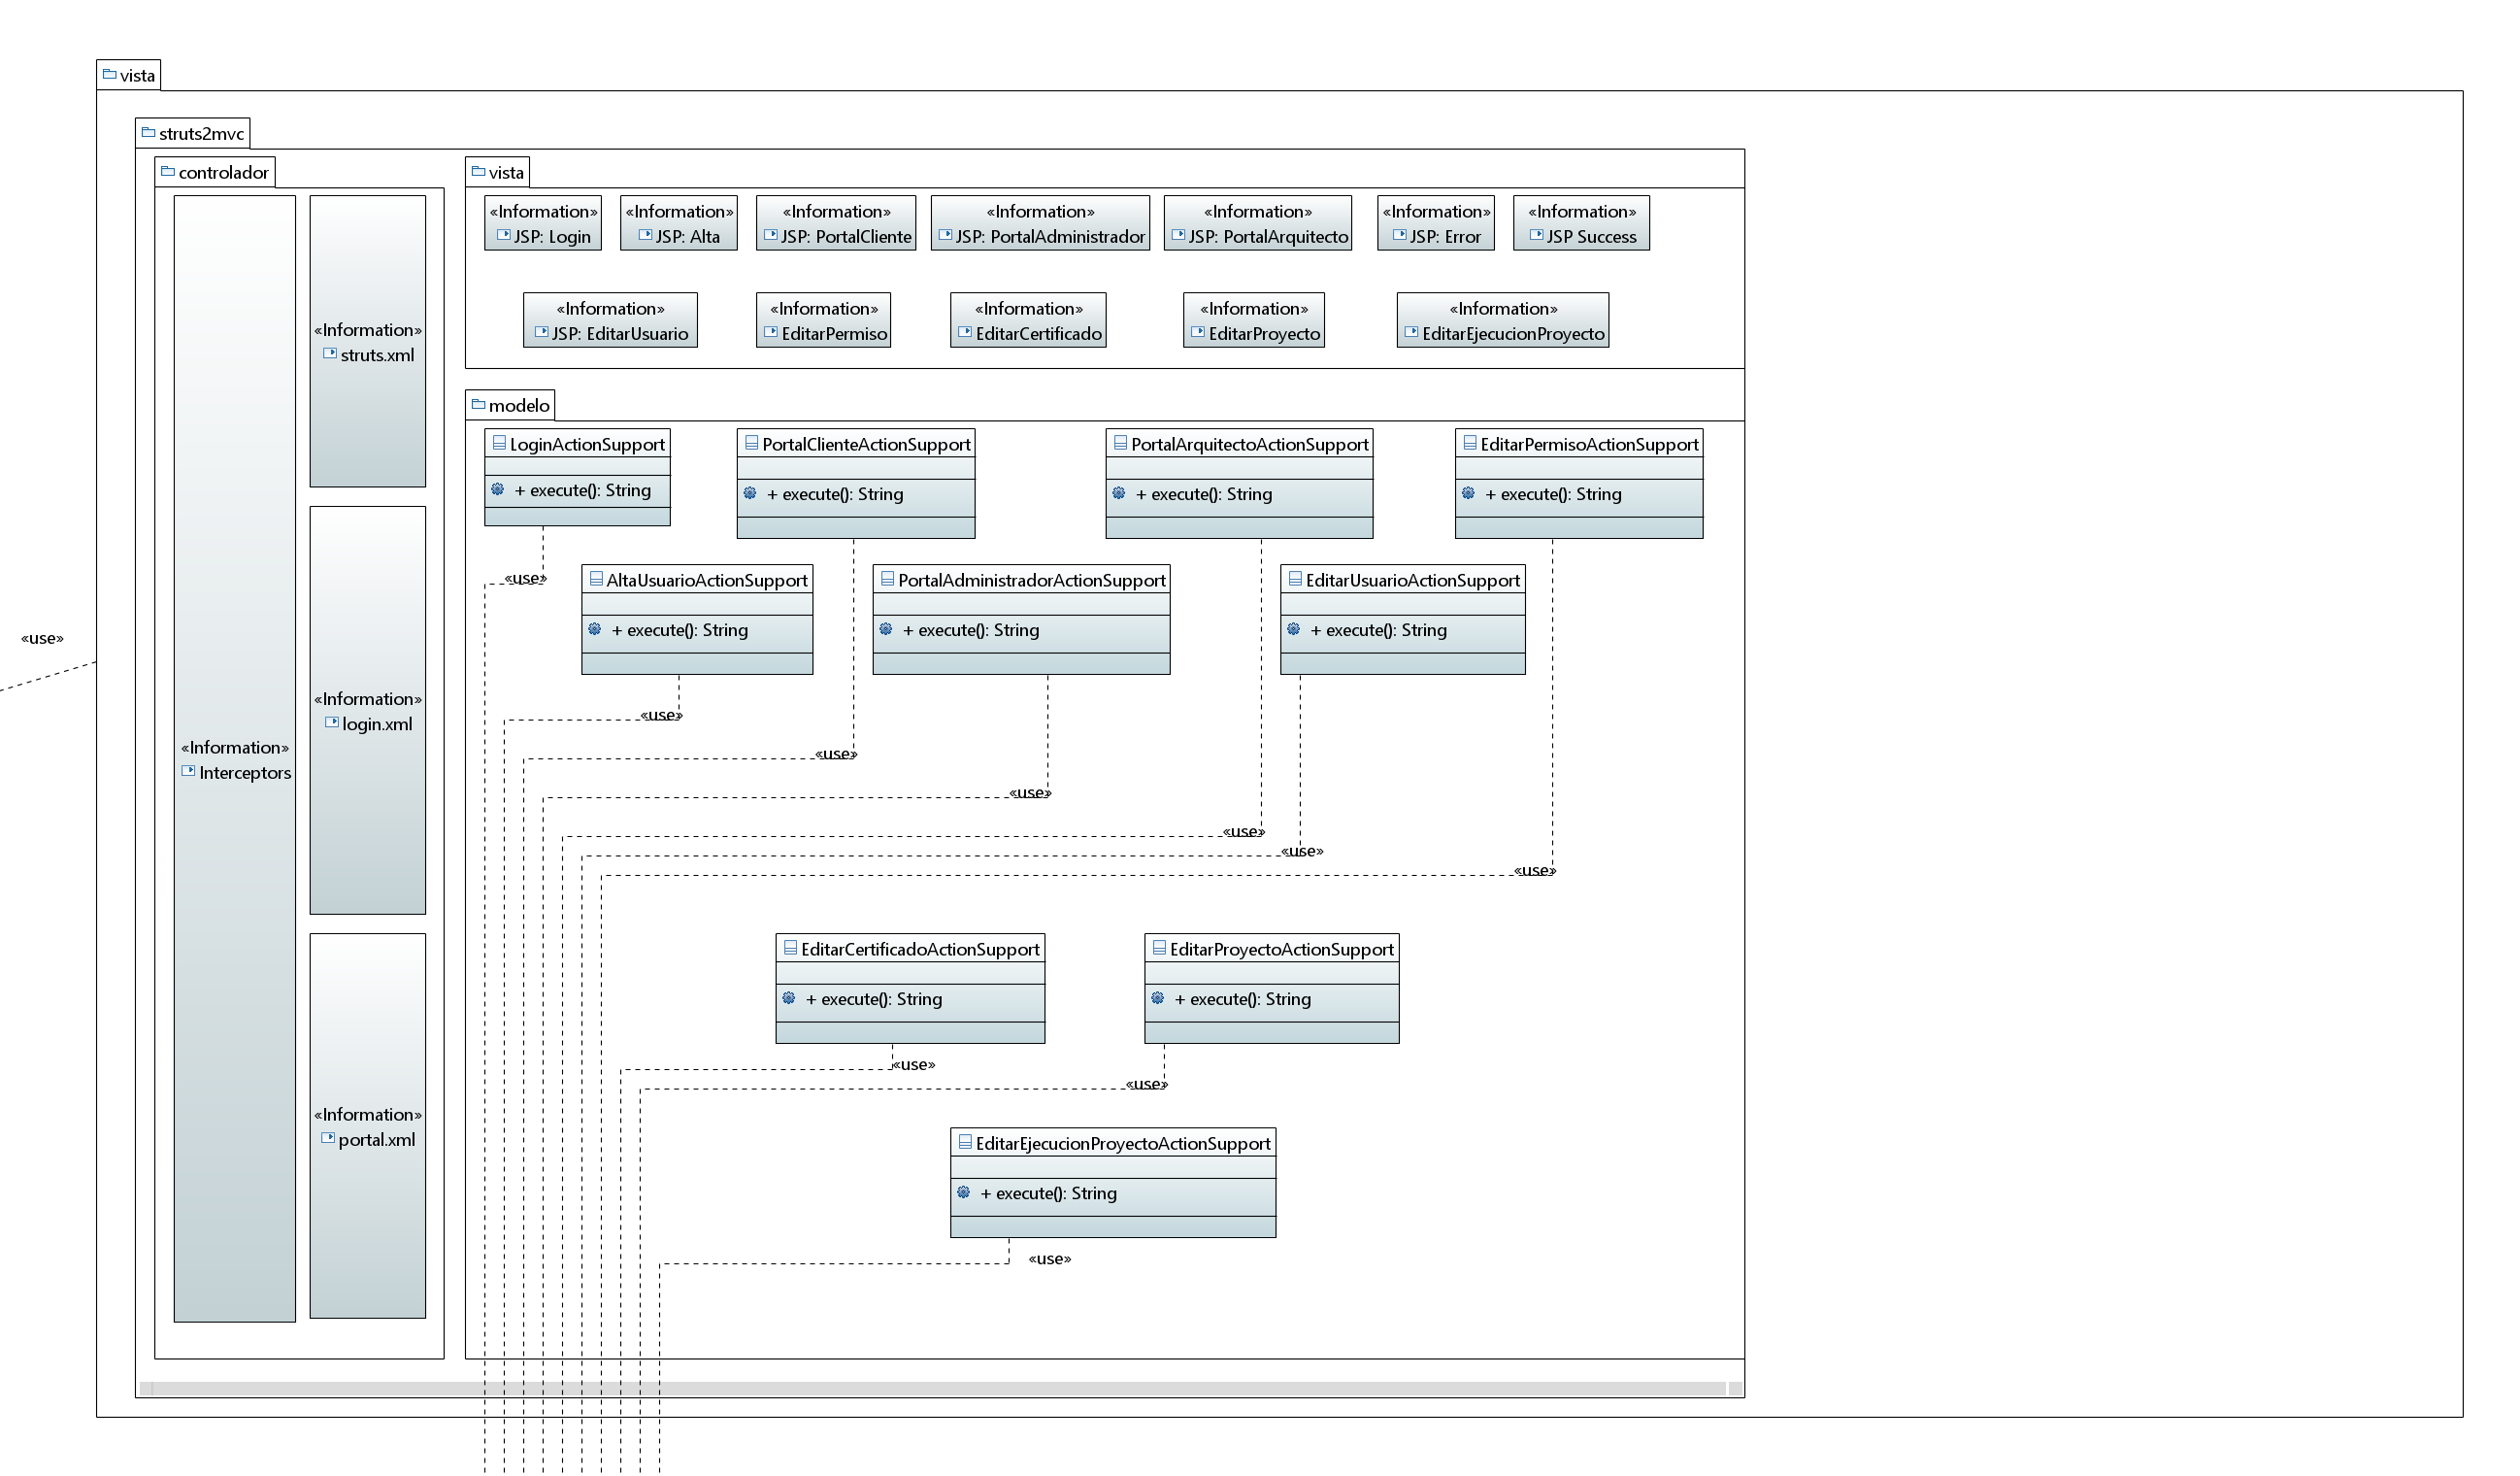 vista
struts2mvc
controlador
«Information»
Interceptors
«Information»
struts.xml
«Information»
login.xml
«Information»
portal.xml
vista
«Information»
JSP: Login
«Information»
JSP: Alta
«Information»
JSP: PortalCliente
«Information»
JSP: PortalAdministrador
«Information»
JSP: PortalArquitecto
«Information»
JSP: Error
«Information»
JSP Success
«Information»
JSP: EditarUsuario
«Information»
EditarPermiso
«Information»
EditarCertificado
«Information»
EditarProyecto
«Information»
EditarEjecucionProyecto
modelo
LoginActionSupport
+ execute(): String
PortalClienteActionSupport
+ execute(): String
PortalArquitectoActionSupport
+ execute(): String
EditarPermisoActionSupport
+ execute(): String
«use»
AltaUsuarioActionSupport
+ execute(): String
PortalAdministradorActionSupport
+ execute(): String
EditarUsuarioActionSupport
+ execute(): String
«use»
«use»
«use»
«use»
«use»
«use»
«use»
EditarCertificadoActionSupport
+ execute(): String
EditarProyectoActionSupport
+ execute(): String
«use»
«use»
EditarEjecucionProyectoActionSupport
+ execute(): String
«use»